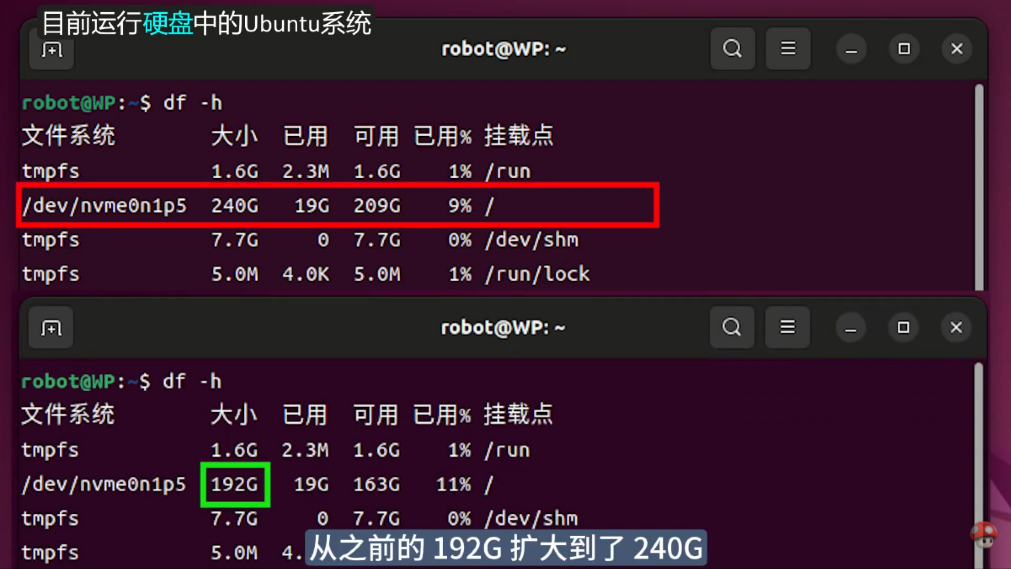 目前运行硬盘中的Ubuntu系统
robot@WP: ~
robot@WP:~$ df -h
文件系统 大小 已用 可用 已用% 挂载点
tmpfs 1.6G 2.3M 1.6G 1% /run
/dev/nvme0n1p5 240G 19G 209G 9% /
tmpfs 7.7G 0 7.7G 0% /dev/shm
tmpfs 5.0M 4.0K 5.0M 1% /run/lock
robot@WP: ~
robot@WP:~$ df -h
文件系统 大小 已用 可用 已用% 挂载点
tmpfs 1.6G 2.3M 1.6G 1% /run
/dev/nvme0n1p5 192G 19G 163G 11% /
tmpfs 7.7G 0 7.7G 0% /dev/shm
tmpfs 5.0M 4.
从之前的 192G 扩大到了 240G